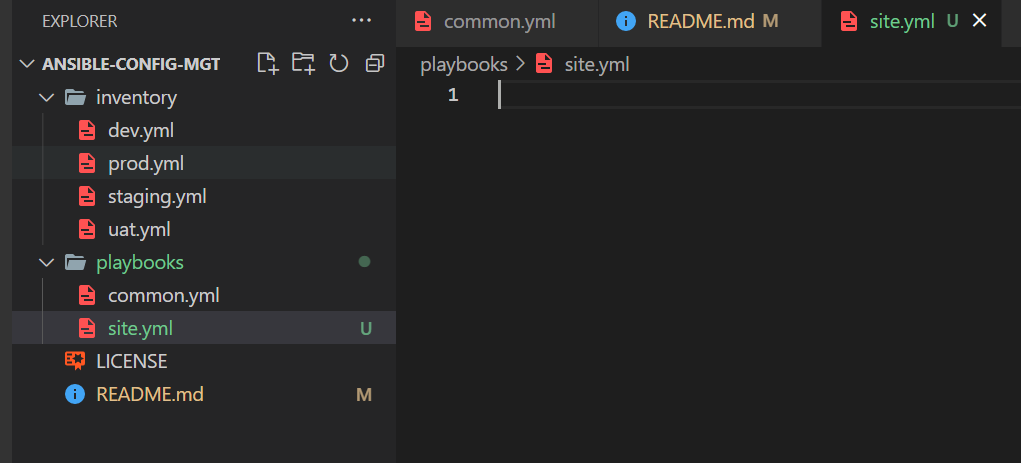 EXPLORER ...
ANSIBLE-CONFIG-MGT
inventory
dev.yml
prod.yml
staging.yml
uat.yml
playbooks
common.yml
site.yml U
LICENSE
README.md M
common.yml README.md M site.yml U
playbooks > site.yml
1